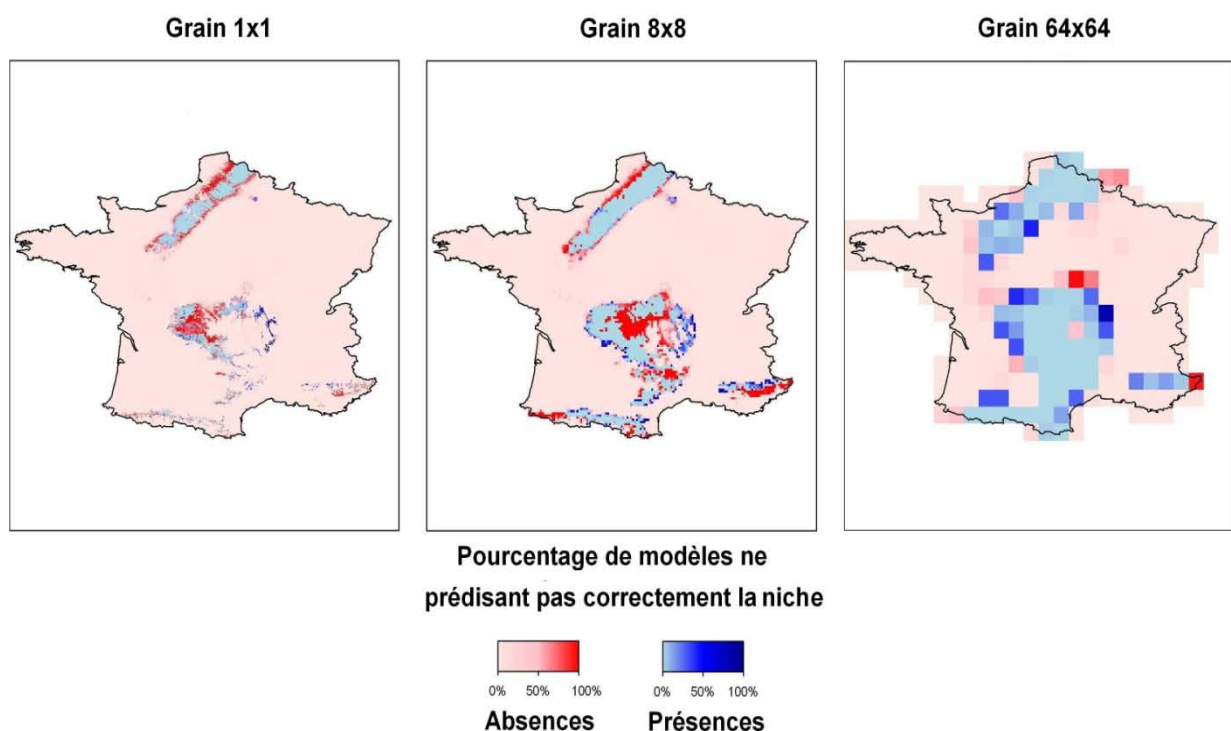 Grain 1x1 Grain 8x8 Grain 64x64
Pourcentage de modèles ne
prédisant pas correctement la niche
0% 50% 100% 0% 50% 100%
Absences Présences